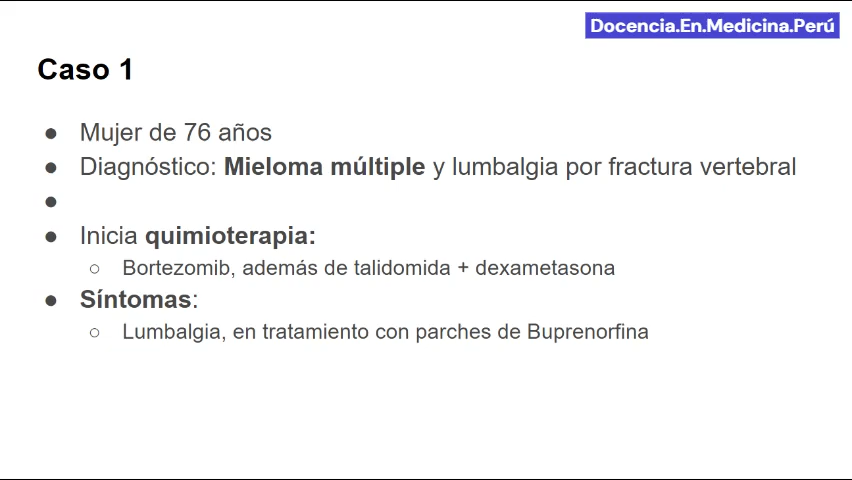 Docencia.En.Medicina.Perú
Caso 1
● Mujer de 76 años
● Diagnóstico: Mieloma múltiple y lumbalgia por fractura vertebral
●
● Inicia quimioterapia:
○ Bortezomib, además de talidomida + dexametasona
● Síntomas:
○ Lumbalgia, en tratamiento con parches de Buprenorfina